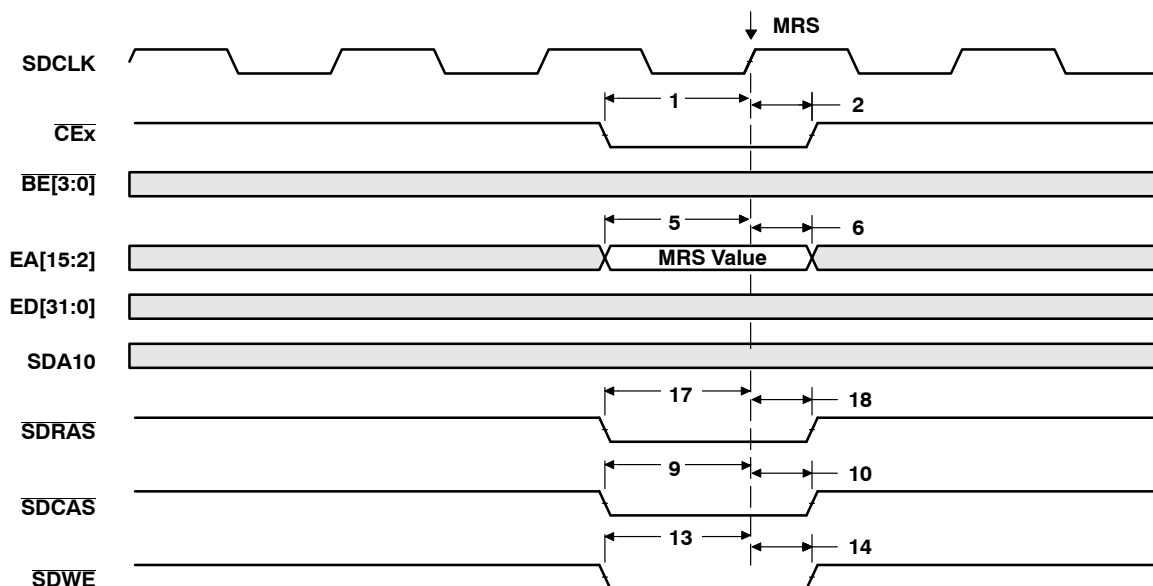 MRS
SDCLK
1 2
CEx
BE[3:0]
5 6
EA[15:2] MRS Value
ED[31:0]
SDA10
17 18
SDRAS
9 10
SDCAS
13 14
SDWE